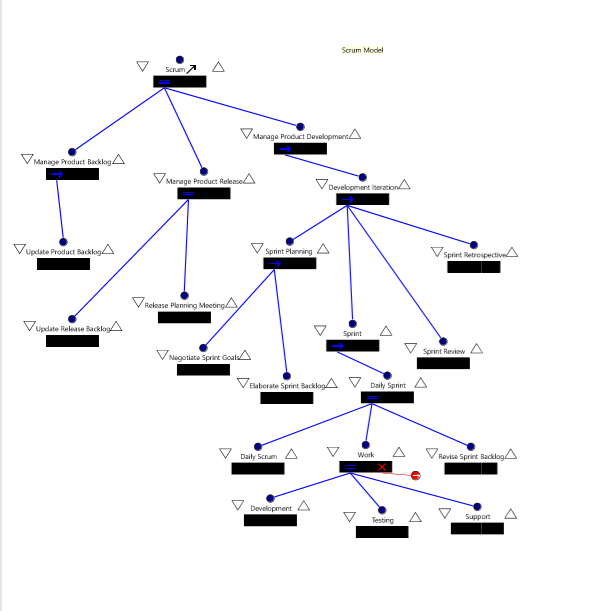 Scrum Model
Scrum
Manage Product Development
Manage Product Backlog
Manage Product Release
Development Iteration
Update Product Backlog
Sprint Planning
Sprint Retrospective
Release Planning Meeting
Update Release Backlog
Negotiate Sprint Goals
Sprint
Sprint Review
Elaborate Sprint Backlog
Daily Sprint
Daily Scrum
Work
Revise Sprint Backlog
Development
Testing
Support